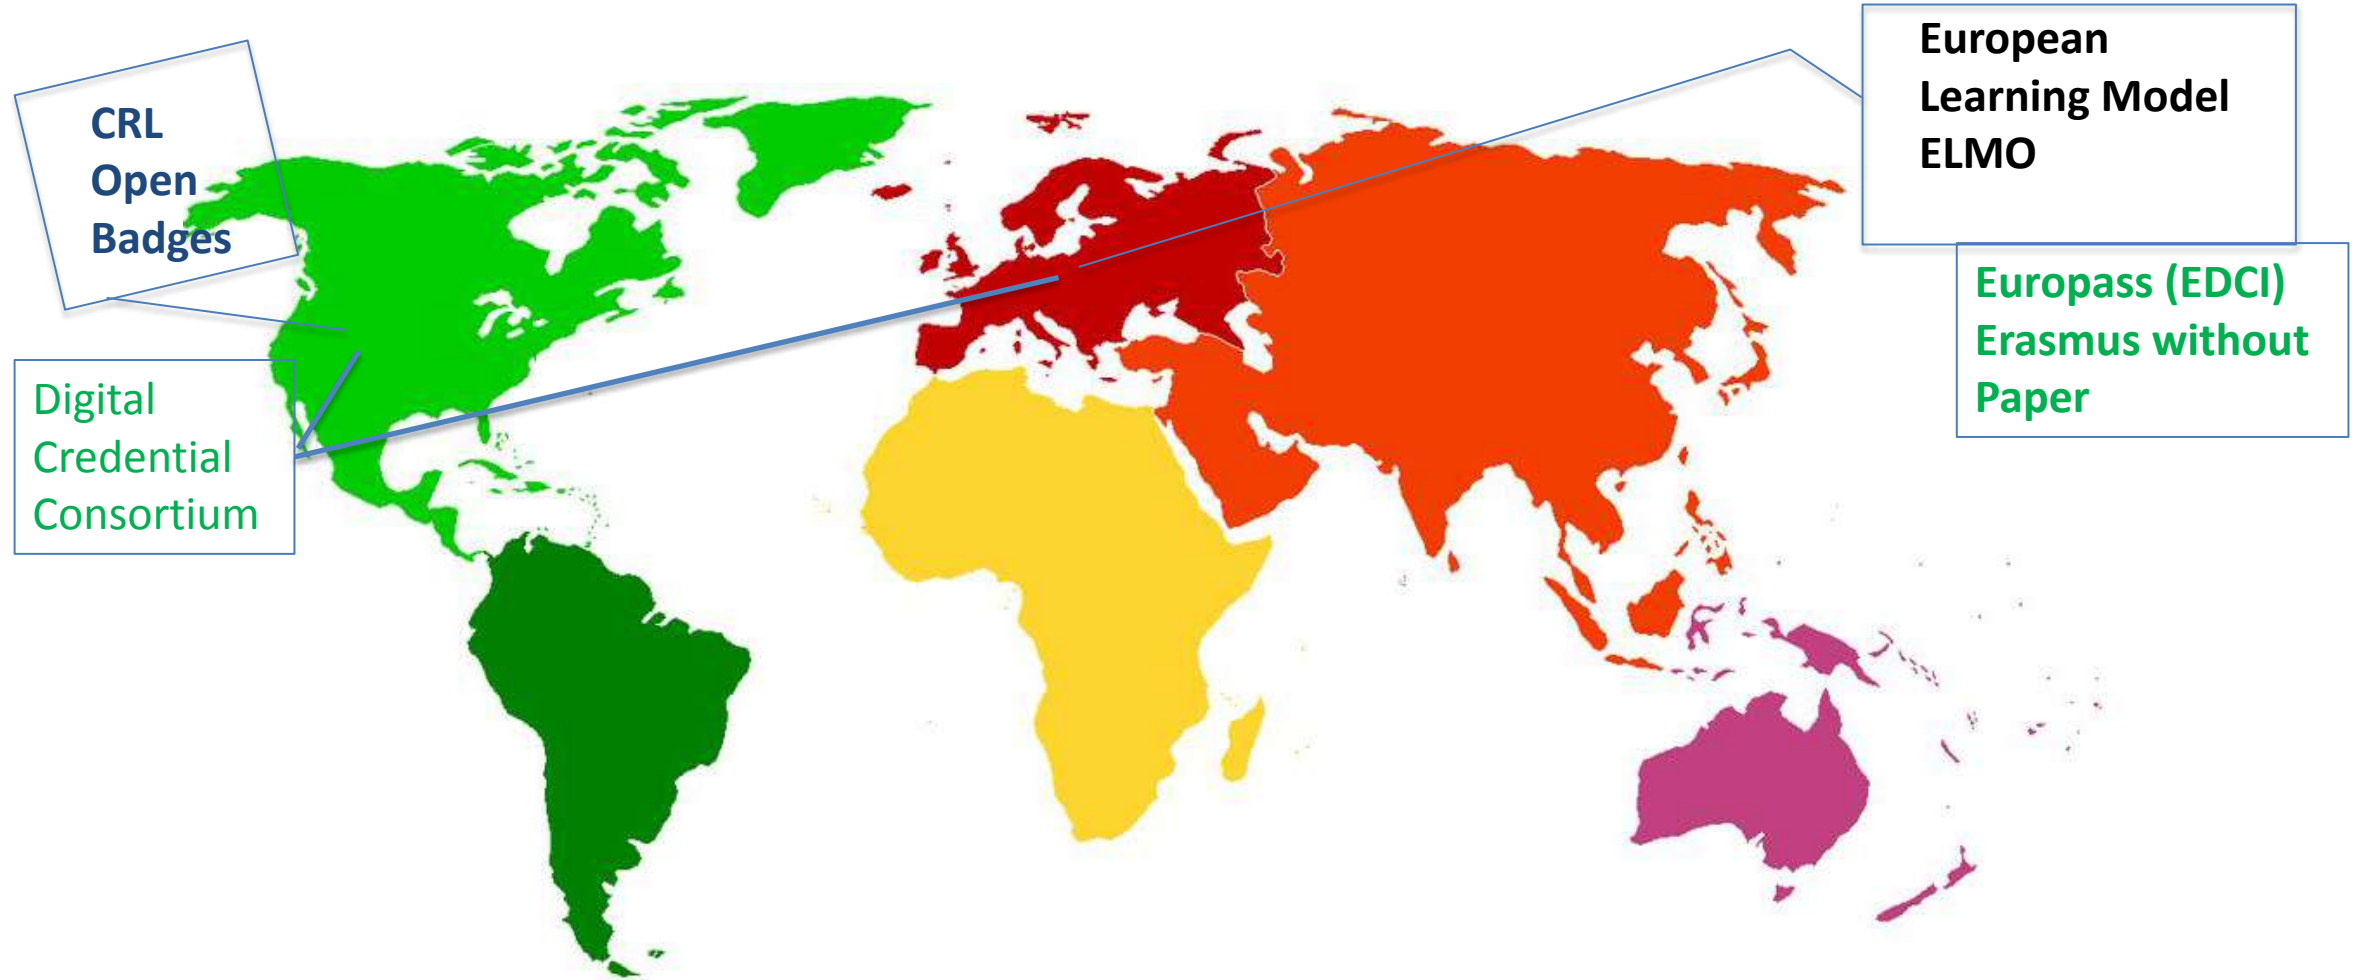 CRL
Open
Badges
Digital
Credential
Consortium
European
Learning Model
ELMO
Europass (EDCI)
Erasmus without
Paper